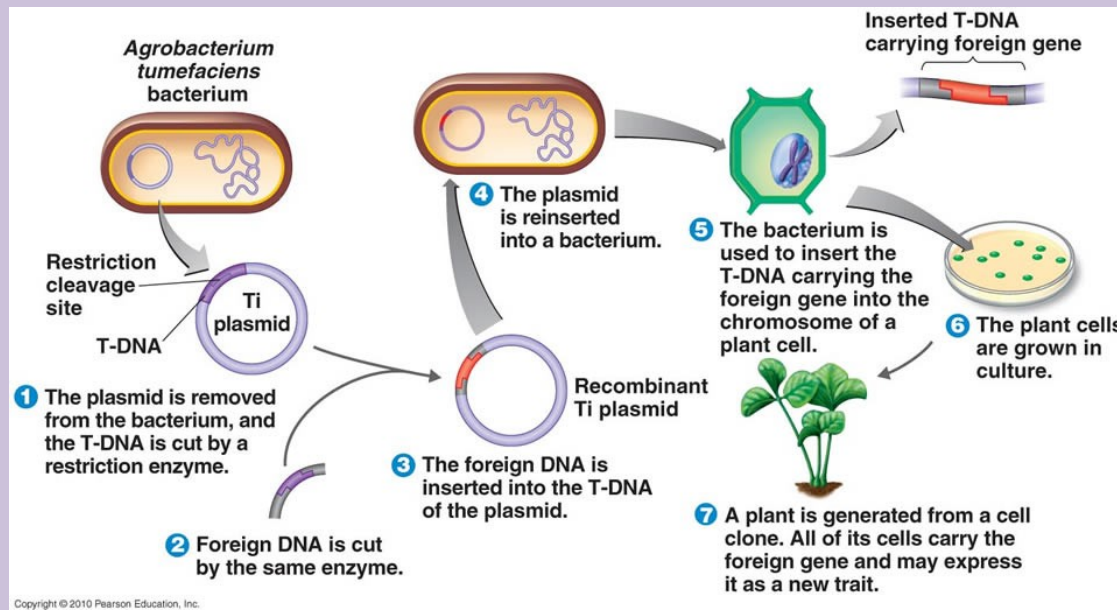 Agrobacterium
tumefaciens
bacterium
Restriction
cleavage
site
T-DNA
Ti
plasmid
1 The plasmid is removed
from the bacterium, and
the T-DNA is cut by a
restriction enzyme.
2 Foreign DNA is cut
by the same enzyme.
Recombinant
Ti plasmid
3 The foreign DNA is
inserted into the T-DNA
of the plasmid.
4 The plasmid
is reinserted
into a bacterium.
Inserted T-DNA
carrying foreign gene
5 The bacterium is
used to insert the
T-DNA carrying the
foreign gene into the
chromosome of a
plant cell.
6 The plant cells
are grown in
culture.
7 A plant is generated from a cell
clone. All of its cells carry the
foreign gene and may express
it as a new trait.
Copyright © 2010 Pearson Education, Inc.